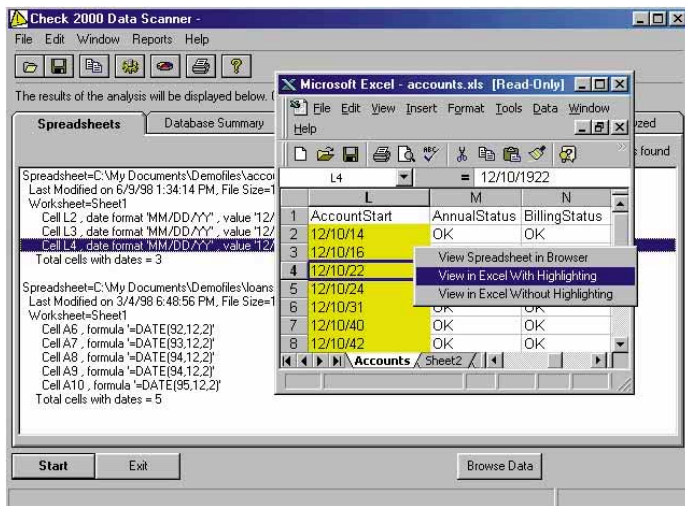 Check 2000 Data Scanner -
File Edit Window Reports Help
The results of the analysis will be displayed below.
Spreadsheets Database Summary
found
Spreadsheet=C:\My Documents\Demofiles\accou
Last Modified on 6/9/98 1:34:14 PM, File Size=1
Worksheet=Sheet1
Cell L2 , date format 'MM/DD/YY' , value '12/
Cell L3 , date format 'MM/DD/YY' , value '12/
Cell L4 , date format 'MM/DD/YY' , value '12/
Total cells with dates = 3
Spreadsheet=C:\My Documents\Demofiles\loans
Last Modified on 3/4/98 6:48:56 PM, File Size=1
Worksheet=Sheet1
Cell A6 , formula '=DATE(92,12,2)'
Cell A7 , formula '=DATE(93,12,2)'
Cell A8 , formula '=DATE(94,12,2)'
Cell A9 , formula '=DATE(94,12,2)'
Cell A10 , formula '=DATE(95,12,2)'
Total cells with dates = 5
Start Exit Browse Data
Microsoft Excel - accounts.xls [Read-Only]
File Edit View Insert Format Tools Data Window
Help
L4 = 12/10/1922
L M N
1 AccountStart AnnualStatus BillingStatus
2 12/10/14 OK OK
3 12/10/16
4 12/10/22
5 12/10/24
6 12/10/31 OK OK
7 12/10/40 OK OK
8 12/10/42 OK OK
View Spreadsheet in Browser
View in Excel With Highlighting
View in Excel Without Highlighting
Accounts Sheet2